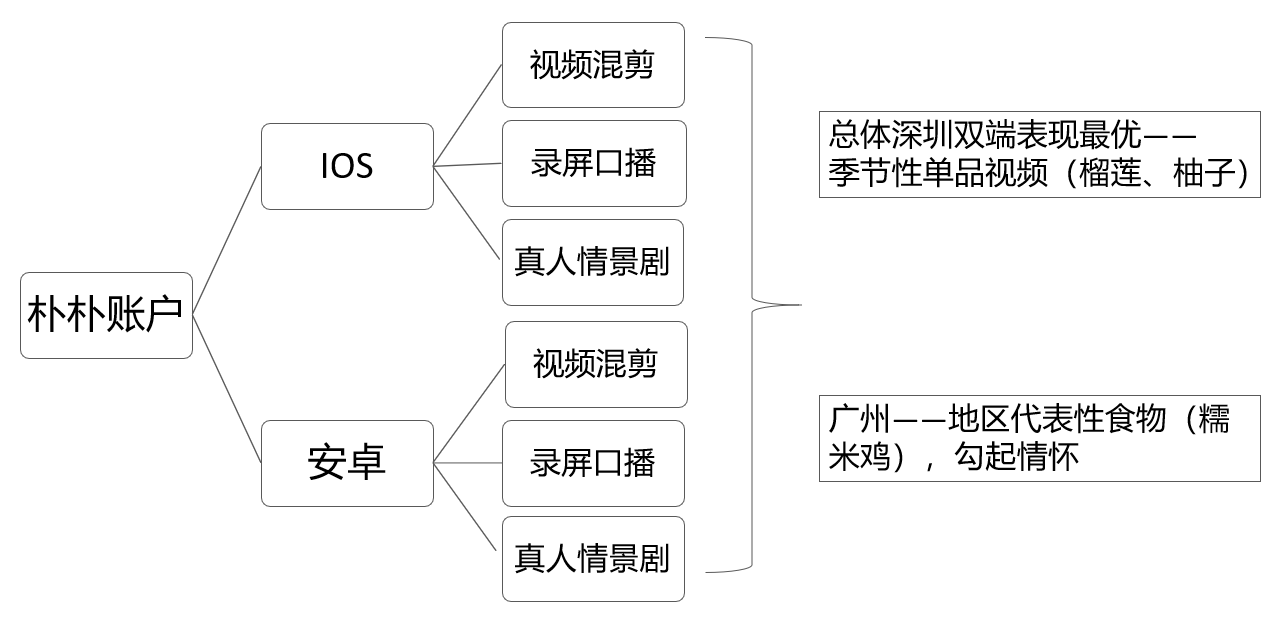 朴朴账户
IOS
视频混剪
录屏口播
真人情景剧
安卓
视频混剪
录屏口播
真人情景剧
总体深圳双端表现最优——
季节性单品视频（榴莲、柚子）
广州——地区代表性食物（糯
米鸡），勾起情怀